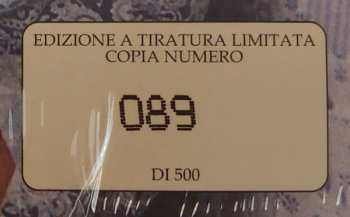 EDIZIONE A TIRATURA LIMITATA
COPIA NUMERO
089
DI 500